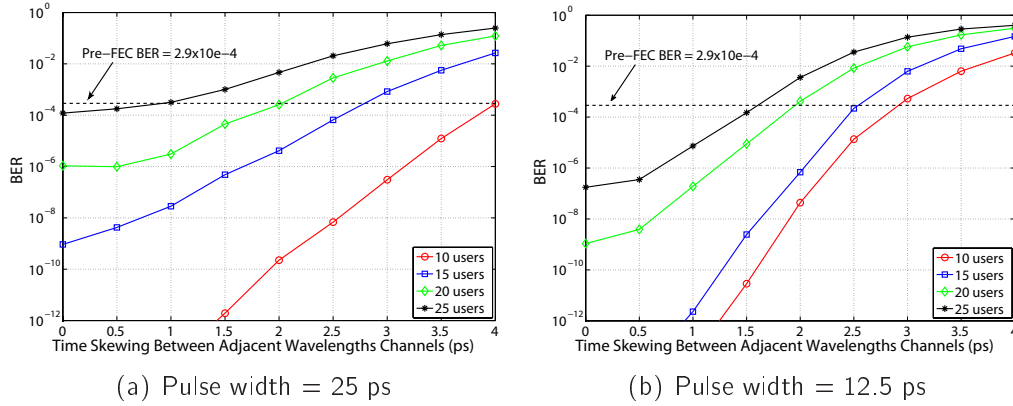 10^0
10^-2
10^-4
10^-6
10^-8
10^-10
10^-12
BER
Pre-FEC BER = 2.9x10e-4
10 users
15 users
20 users
25 users
0 0.5 1 1.5 2 2.5 3 3.5 4
Time Skewing Between Adjacent Wavelengths Channels (ps)
(a) Pulse width = 25 ps
10^0
10^-2
10^-4
10^-6
10^-8
10^-10
10^-12
BER
Pre-FEC BER = 2.9x10e-4
10 users
15 users
20 users
25 users
0 0.5 1 1.5 2 2.5 3 3.5 4
Time Skewing Between Adjacent Wavelengths Channels (ps)
(b) Pulse width = 12.5 ps